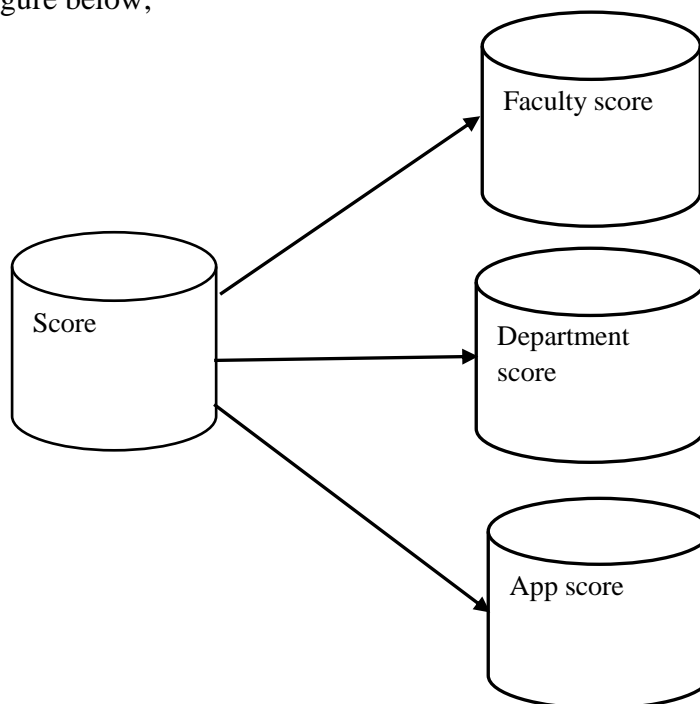 gure below;
Faculty score
Score
Department
score
App score